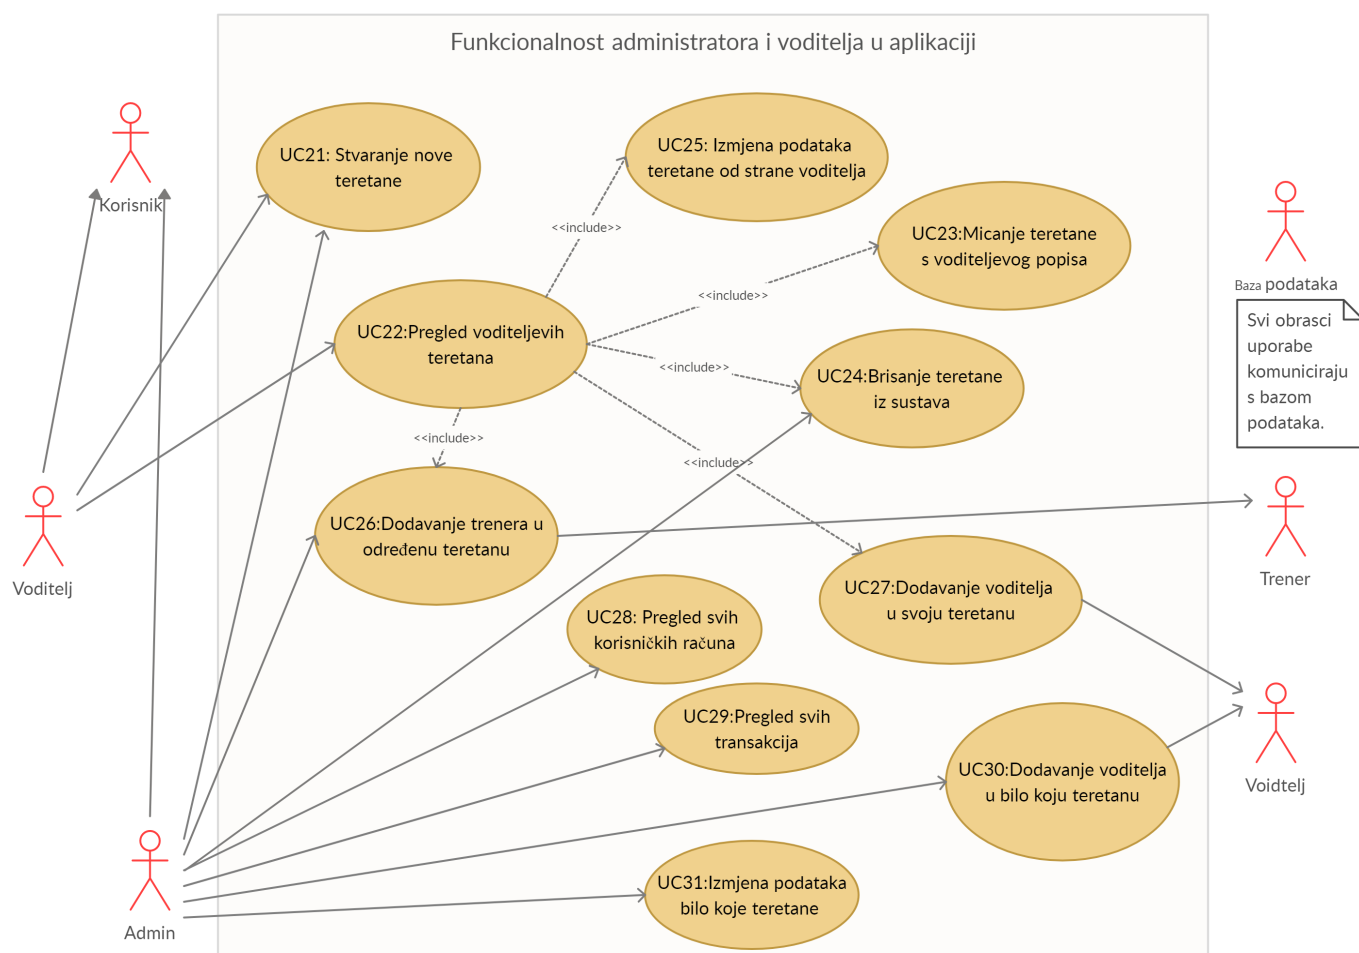 Funkcionalnost administratora i voditelja u aplikaciji
Korisnik
UC21: Stvaranje nove
teretane
UC25: Izmjena podataka
teretane od strane voditelja
<<include>>
UC23:Micanje teretane
s voditeljevog popisa
<<include>>
Baza podataka
Svi obrasci
uporabe
komuniciraju
s bazom
podataka.
UC22:Pregled voditeljevih
teretana
<<include>>
UC24:Brisanje teretane
iz sustava
<<include>>
<<include>>
UC26:Dodavanje trenera u
određenu teretanu
Voditelj
Trener
UC27:Dodavanje voditelja
u svoju teretanu
UC28: Pregled svih
korisničkih računa
UC29:Pregled svih
transakcija
UC30:Dodavanje voditelja
u bilo koju teretanu
Voidtelj
UC31:Izmjena podataka
bilo koje teretane
Admin